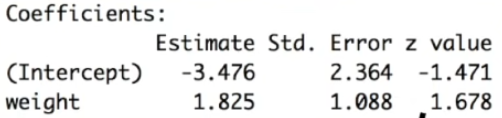 Coefficients:
Estimate Std. Error z value
(Intercept) -3.476 2.364 -1.471
weight 1.825 1.088 1.678